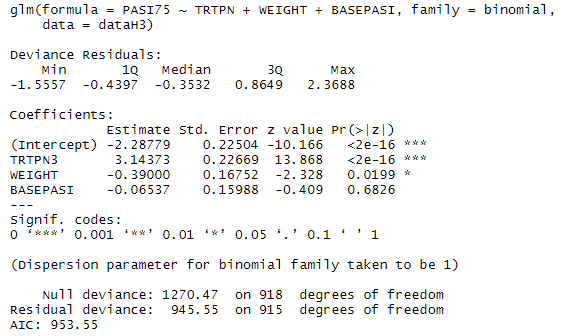 glm(formula = PASI75 ~ TRTPN + WEIGHT + BASEPASI, family = binomial,
    data = dataH3)
Deviance Residuals:
    Min       1Q   Median       3Q      Max
-1.5557  -0.4397  -0.3532   0.8649   2.3688
Coefficients:
            Estimate Std. Error z value Pr(>|z|)
(Intercept) -2.28779    0.22504 -10.166   <2e-16 ***
TRTPN3       3.14373    0.22669  13.868   <2e-16 ***
WEIGHT      -0.39000    0.16752  -2.328   0.0199 *
BASEPASI    -0.06537    0.15988  -0.409   0.6826
---
Signif. codes:
0 ‘***’ 0.001 ‘**’ 0.01 ‘*’ 0.05 ‘.’ 0.1 ‘ ’ 1
(Dispersion parameter for binomial family taken to be 1)
    Null deviance: 1270.47  on 918  degrees of freedom
Residual deviance:  945.55  on 915  degrees of freedom
AIC: 953.55